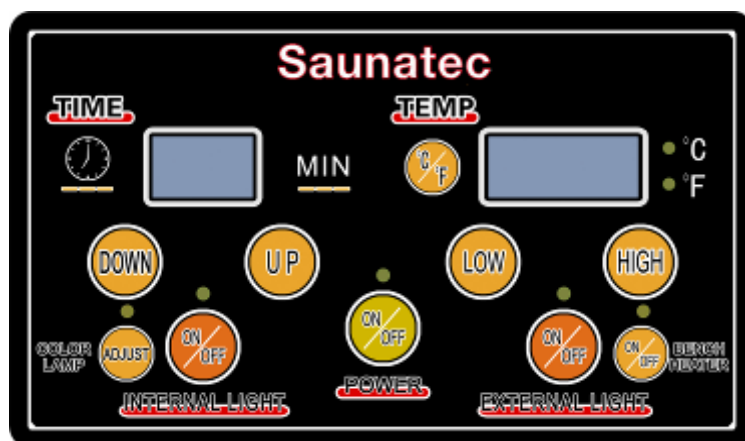 Saunatec
TIME
TEMP
MIN
°C/°F
°C
°F
DOWN
UP
LOW
HIGH
ON/OFF
COLOR
LAMP
ADJUST
ON/OFF
ON/OFF
ON/OFF
BENCH
HEATER
POWER
INTERNAL LIGHT
EXTERNAL LIGHT